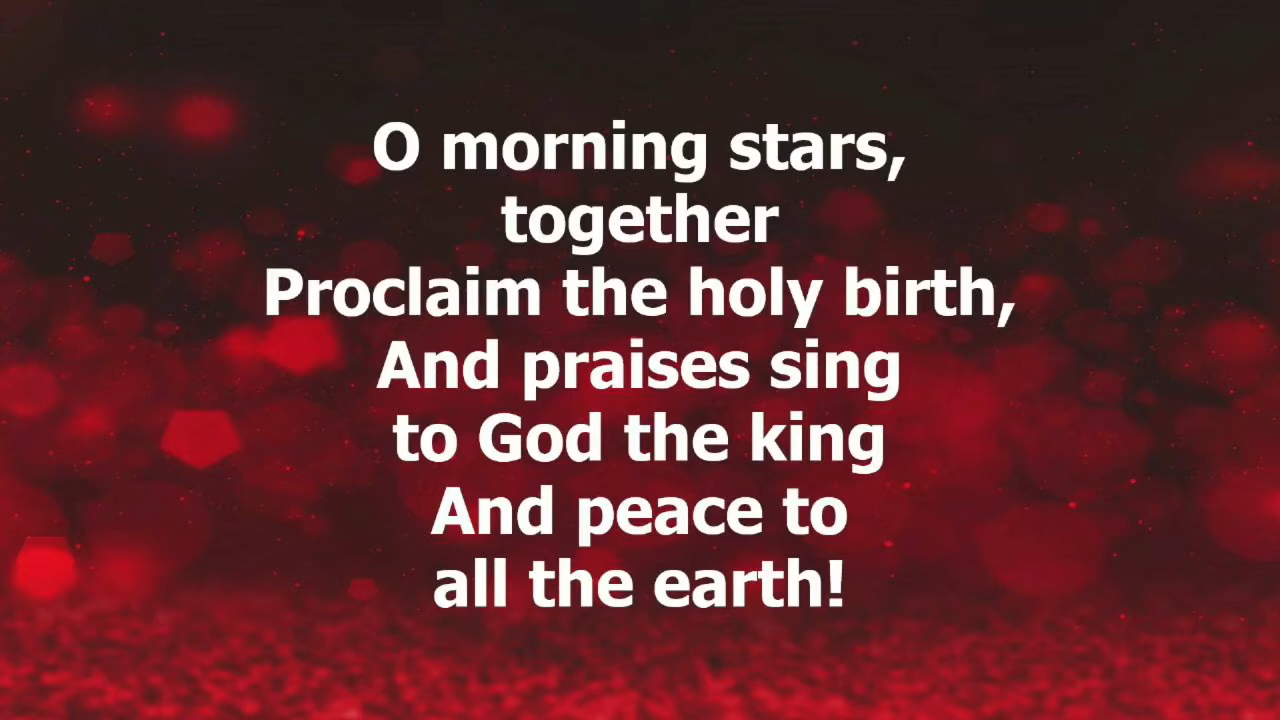 O morning stars,
together
Proclaim the holy birth,
And praises sing
to God the king
And peace to
all the earth!